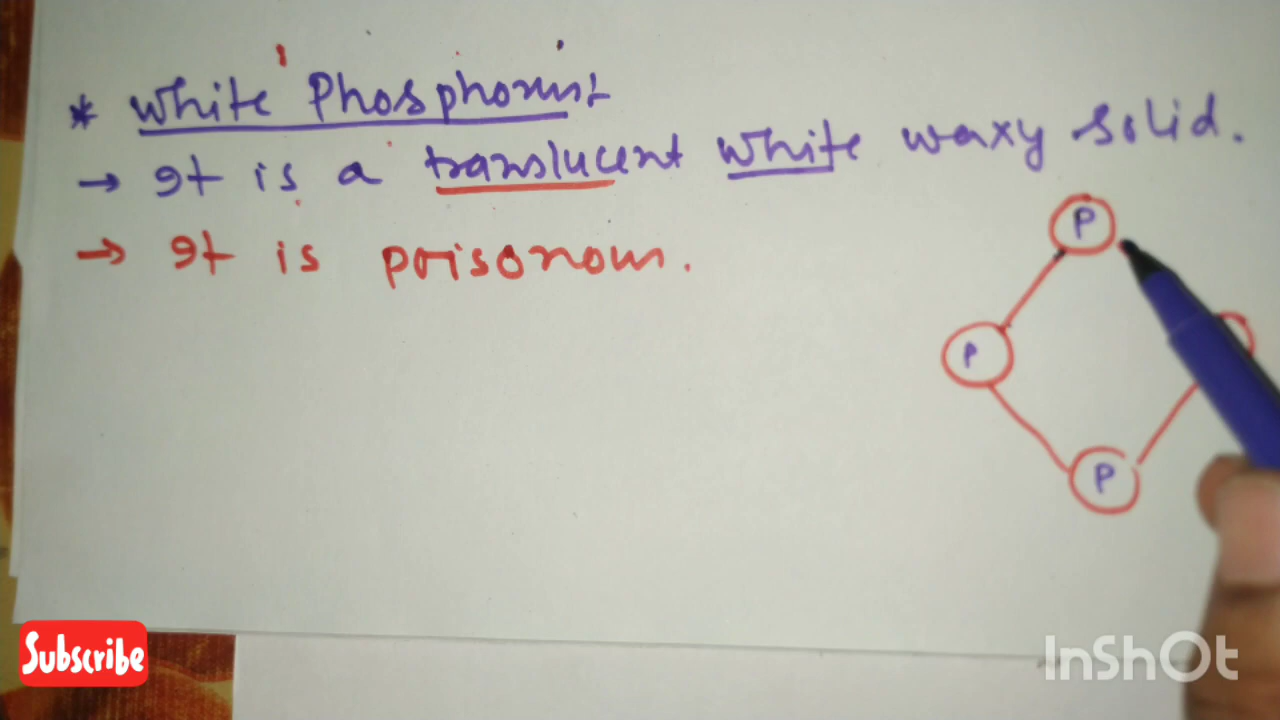 * White Phosphorus
→ It is a translucent white waxy solid.
→ It is poisonous.
P
P
P
Subscribe
InShOt